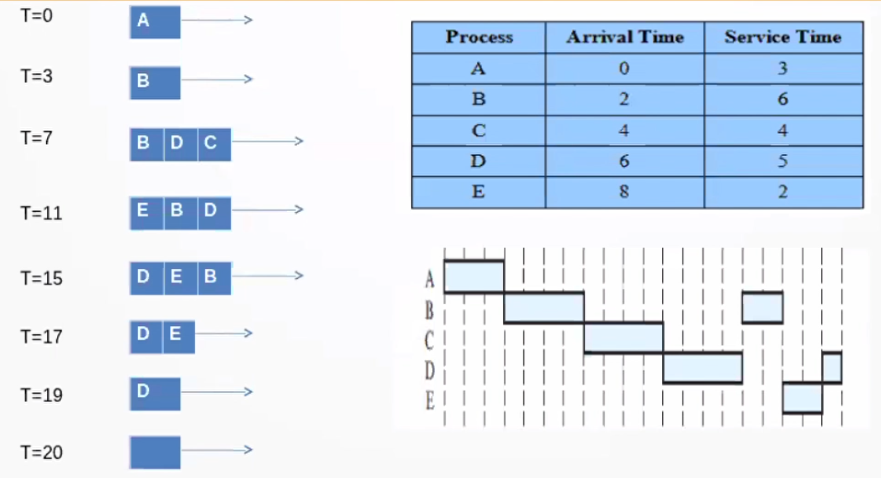 T=0 A
T=3 B
T=7 B D C
T=11 E B D
T=15 D E B
T=17 D E
T=19 D
T=20
Process Arrival Time Service Time
A 0 3
B 2 6
C 4 4
D 6 5
E 8 2
A
B
C
D
E